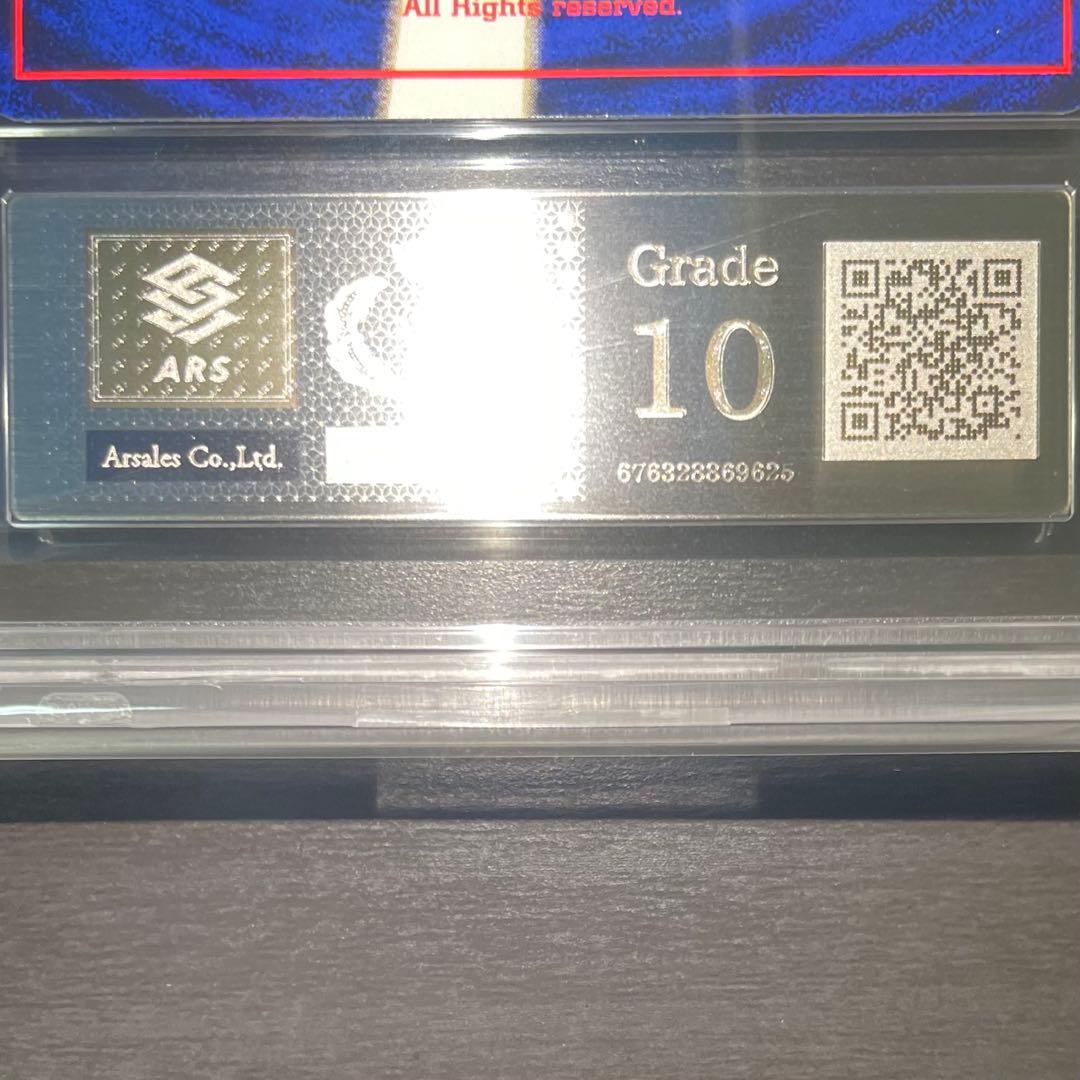 All Rights reserved.
ARS
Arsales Co.,Ltd.
Grade
10
676328869625